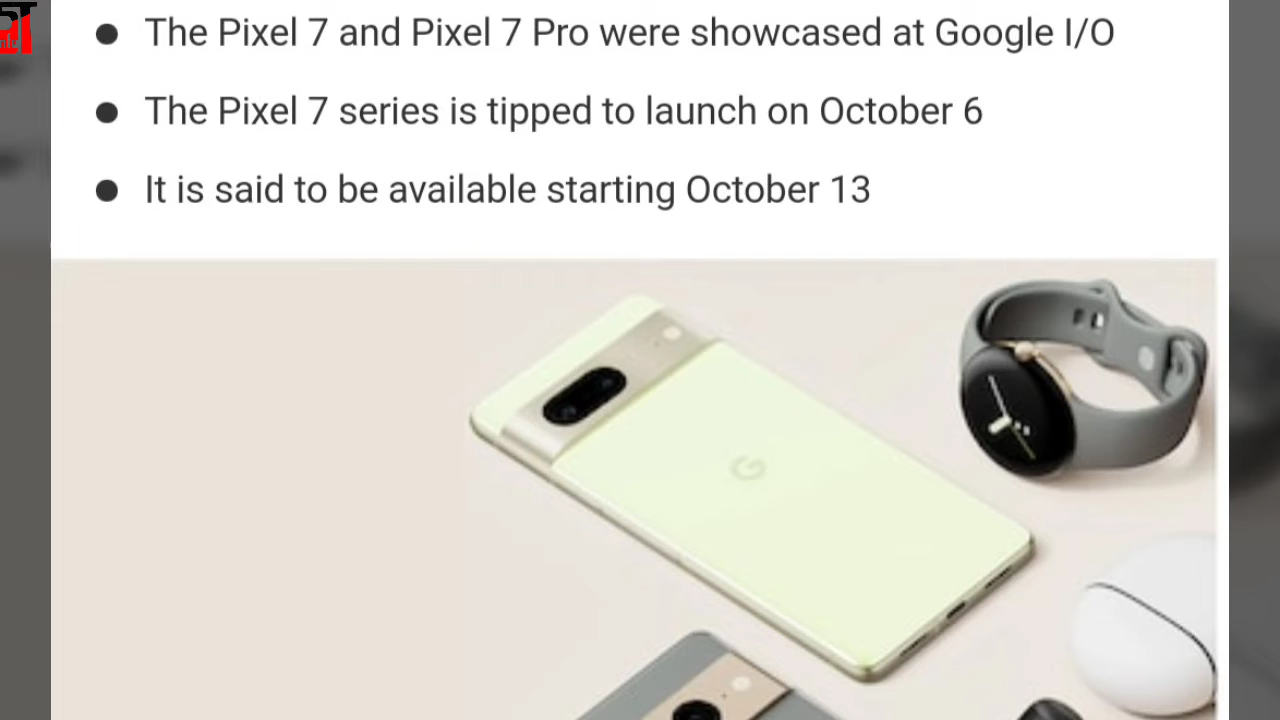 The Pixel 7 and Pixel 7 Pro were showcased at Google I/O
The Pixel 7 series is tipped to launch on October 6
It is said to be available starting October 13
G